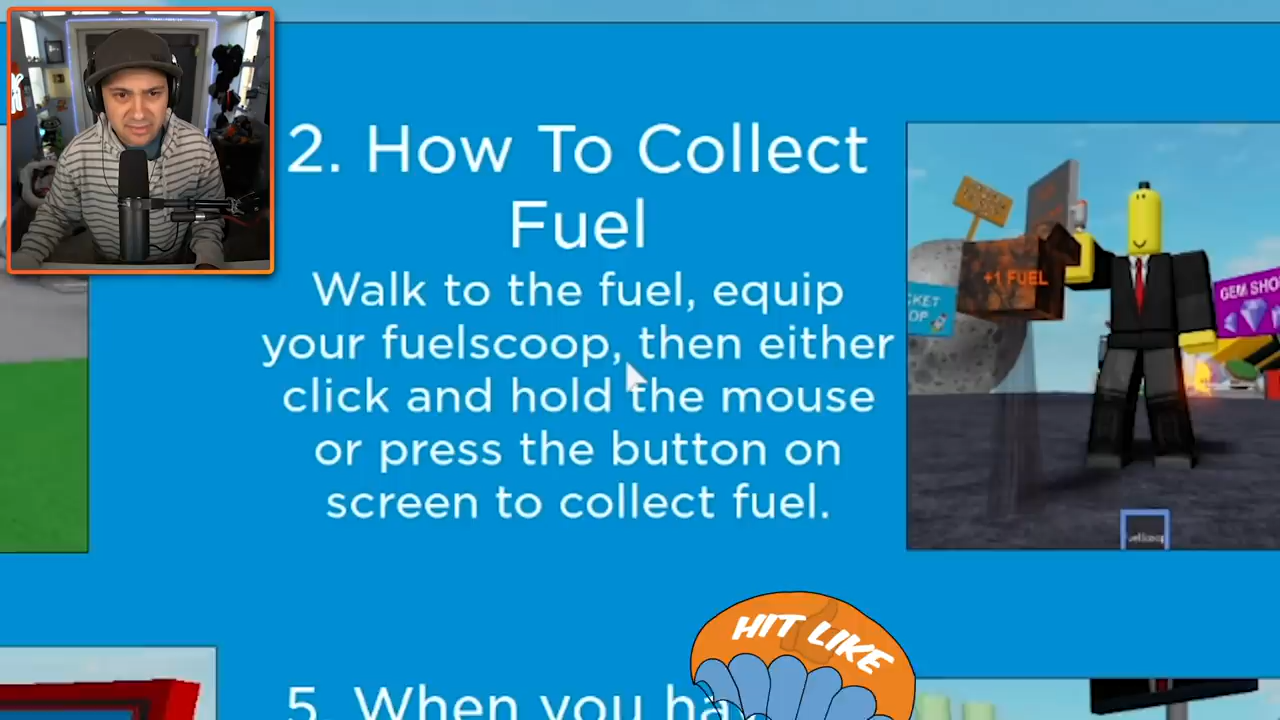 2. How To Collect
Fuel
Walk to the fuel, equip
your fuelscoop, then either
click and hold the mouse
or press the button on
screen to collect fuel.
+1 FUEL
GEM SHO
HIT LIKE
5. When you ha